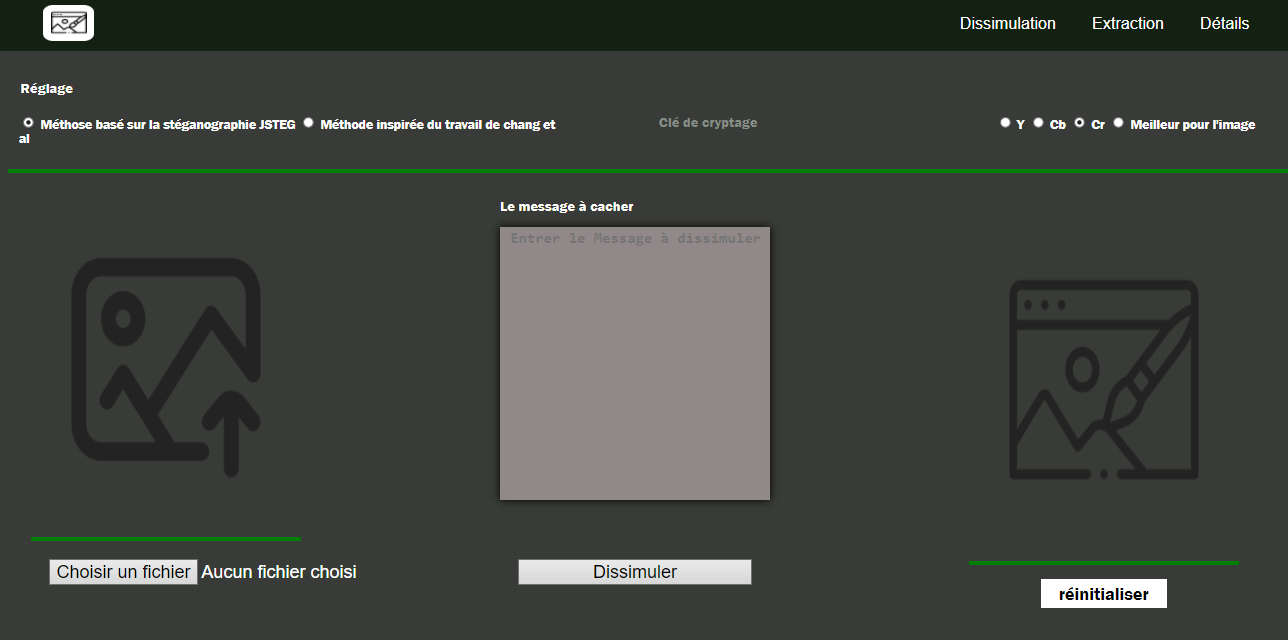 Dissimulation Extraction Détails
Réglage
Méthose basé sur la stéganographie JSTEG Méthode inspirée du travail de chang et
al
Clé de cryptage
Y Cb Cr Meilleur pour l'image
Le message à cacher
Entrer le Message à dissimuler
Choisir un fichier Aucun fichier choisi
Dissimuler
réinitialiser